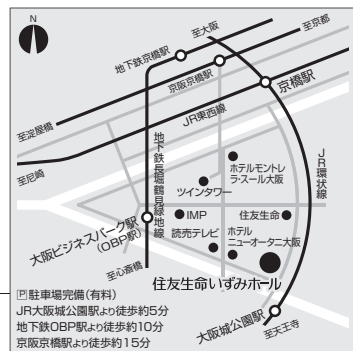 N
至大阪
至京都
地下鉄京橋駅
京阪京橋駅
京橋駅
至淀屋橋
JR東西線
至尼崎
地下鉄長堀鶴見緑地線
JR環状線
ホテルモントレ
ラ・スール大阪
ツインタワー
IMP
住友生命
大阪ビジネスパーク駅
(OBP駅)
読売テレビ
ホテル
ニューオータニ大阪
至心斎橋
住友生命いずみホール
大阪城公園駅
至天王寺
P駐車場完備(有料)
JR大阪城公園駅より徒歩約5分
地下鉄OBP駅より徒歩約10分
京阪京橋駅より徒歩約15分